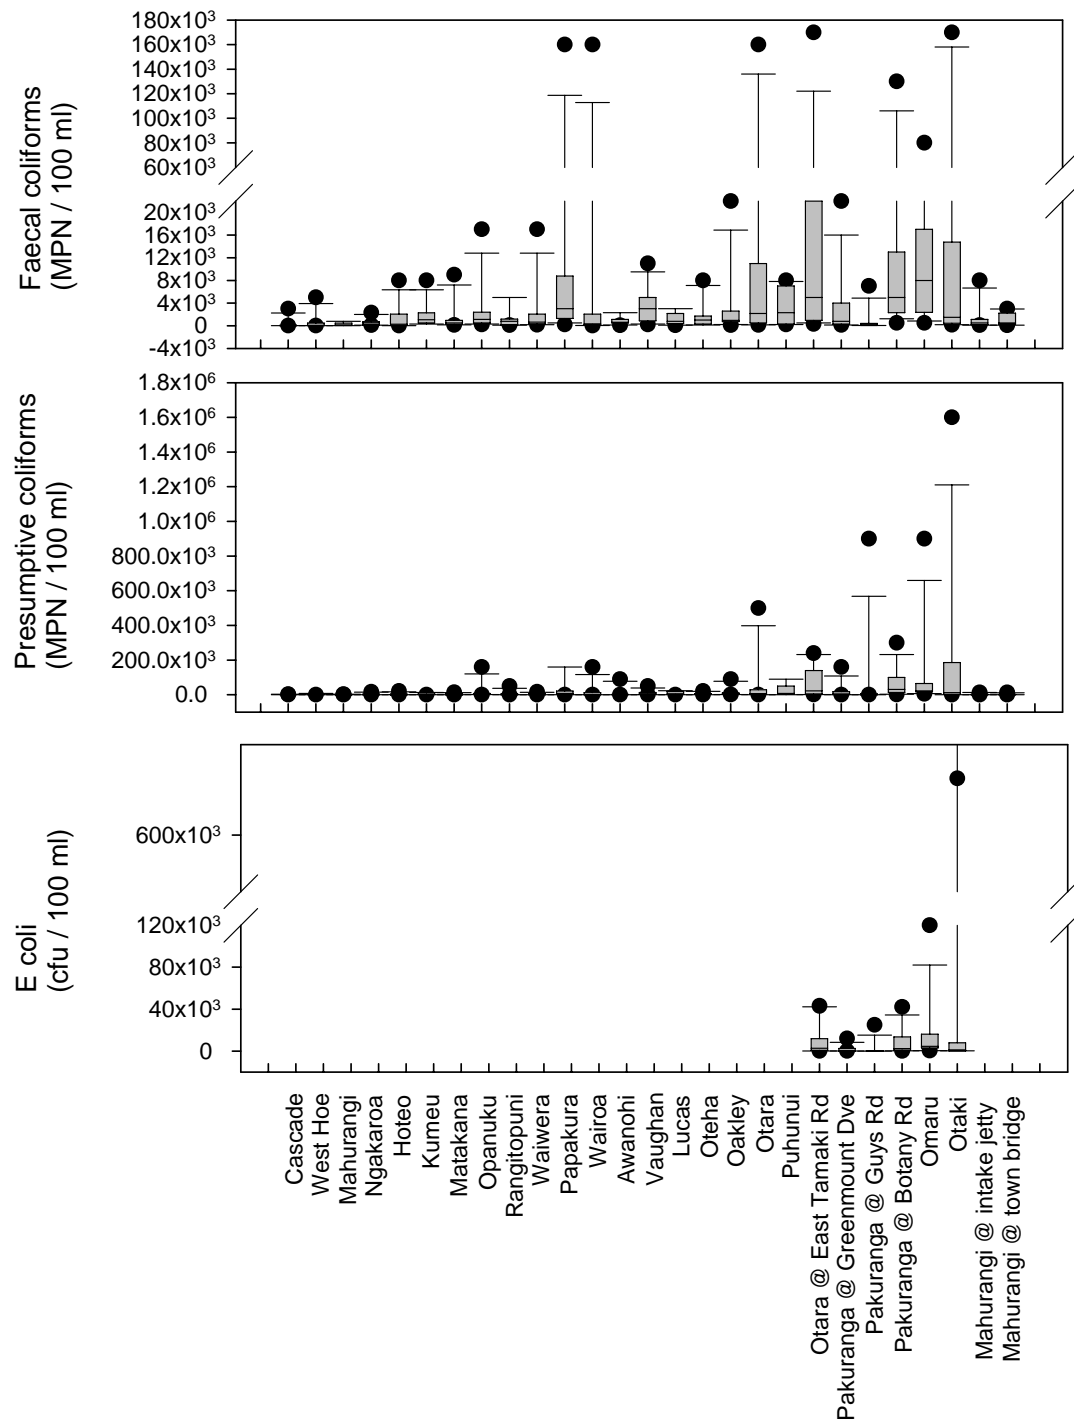 Faecal coliforms
(MPN / 100 ml)
180x10³
160x10³
140x10³
120x10³
100x10³
80x10³
60x10³
20x10³
16x10³
12x10³
8x10³
4x10³
0
-4x10³
Presumptive coliforms
(MPN / 100 ml)
1.8x10⁶
1.6x10⁶
1.4x10⁶
1.2x10⁶
1.0x10⁶
800.0x10³
600.0x10³
400.0x10³
200.0x10³
0.0
E coli
(cfu / 100 ml)
600x10³
120x10³
80x10³
40x10³
0
Cascade
West Hoe
Mahurangi
Ngakaroa
Hoteo
Kumeu
Matakana
Opanuku
Rangitopuni
Waiwera
Papakura
Wairoa
Awanohi
Vaughan
Lucas
Oteha
Oakley
Otara
Puhunui
Otara @ East Tamaki Rd
Pakuranga @ Greenmount Dve
Pakuranga @ Guys Rd
Pakuranga @ Botany Rd
Omaru
Otaki
Mahurangi @ intake jetty
Mahurangi @ town bridge